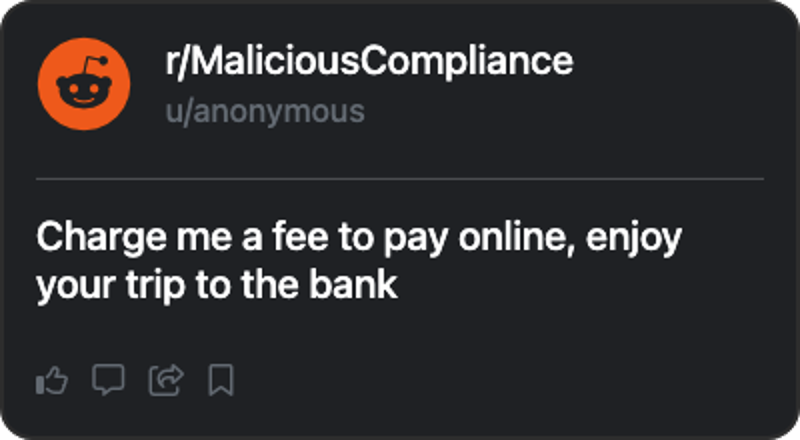 r/MaliciousCompliance
u/anonymous
Charge me a fee to pay online, enjoy
your trip to the bank